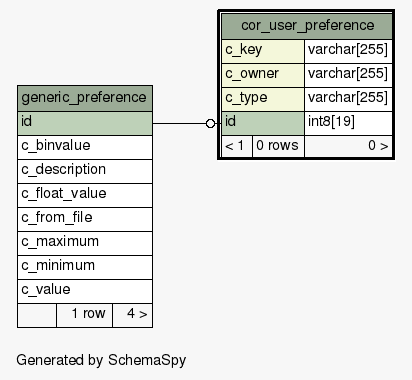 cor_user_preference
c_key varchar[255]
c_owner varchar[255]
c_type varchar[255]
id int8[19]
< 1 0 rows 0 >
generic_preference
id
c_binvalue
c_description
c_float_value
c_from_file
c_maximum
c_minimum
c_value
1 row 4 >
Generated by SchemaSpy